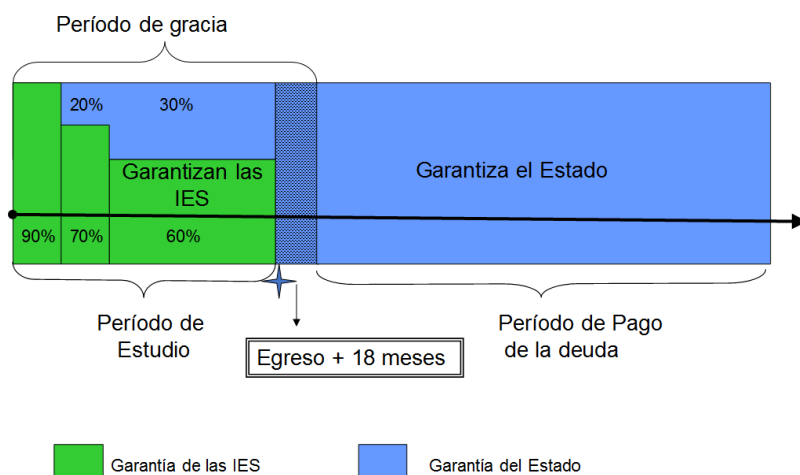 Período de gracia
20%
30%
Garantizan las
IES
Garantiza el Estado
90%
70%
60%
Período de
Estudio
Período de Pago
de la deuda
Egreso + 18 meses
Garantía de las IES
Garantía del Estado